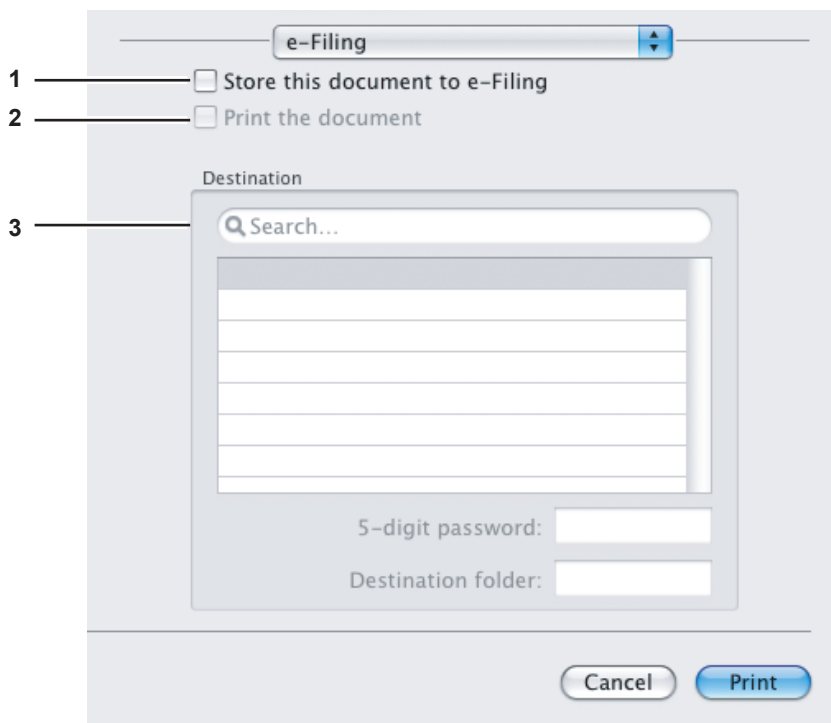 e-Filing
1 Store this document to e-Filing
2 Print the document
Destination
3 Search...
5-digit password:
Destination folder:
Cancel Print